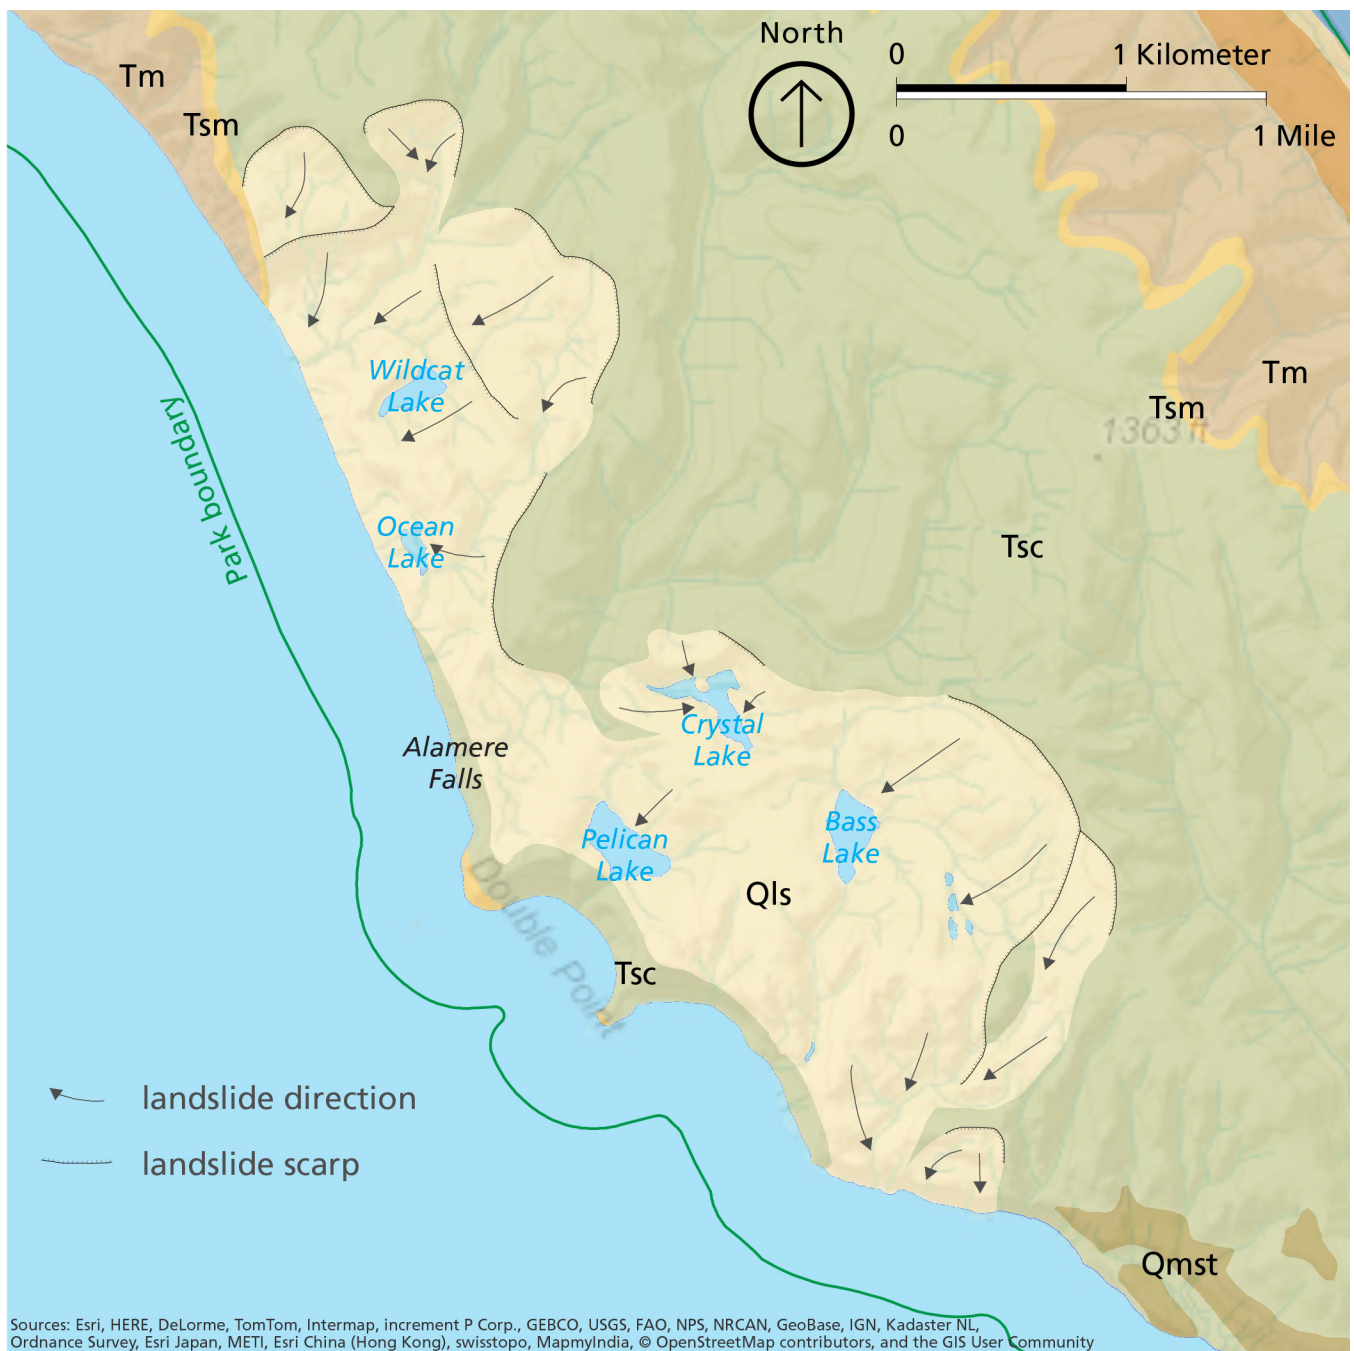 North
0
1 Kilometer
0
1 Mile
Tm
Tsm
Wildcat
Lake
Tm
Tsm
1363 ft
Park boundary
Ocean
Lake
Tsc
Crystal
Lake
Alamere
Falls
Pelican
Lake
Bass
Lake
Qls
Double Point
Tsc
landslide direction
landslide scarp
Qmst
Sources: Esri, HERE, DeLorme, TomTom, Intermap, increment P Corp., GEBCO, USGS, FAO, NPS, NRCAN, GeoBase, IGN, Kadaster NL,
Ordnance Survey, Esri Japan, METI, Esri China (Hong Kong), swisstopo, MapmyIndia, © OpenStreetMap contributors, and the GIS User Community